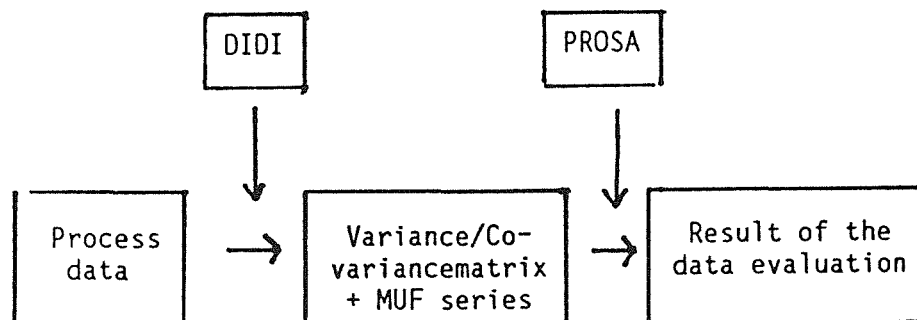 DIDI
PROSA
Process
data
Variance/Co-
variancematrix
+ MUF series
Result of the
data evaluation